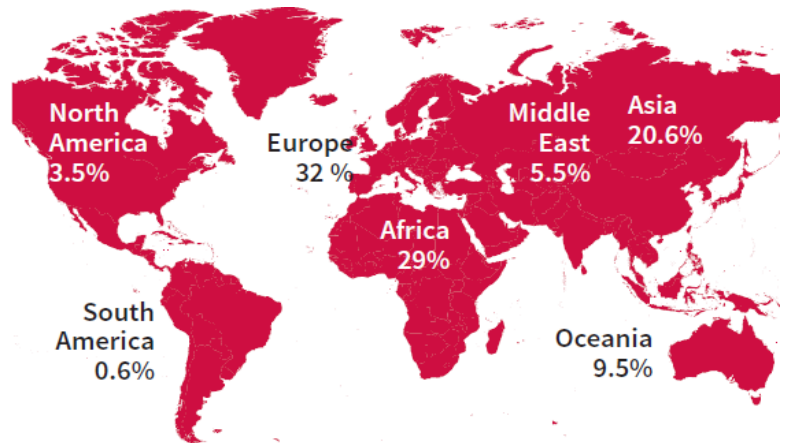 North
America
3.5%
Europe
32 %
Middle
East
5.5%
Asia
20.6%
Africa
29%
South
America
0.6%
Oceania
9.5%